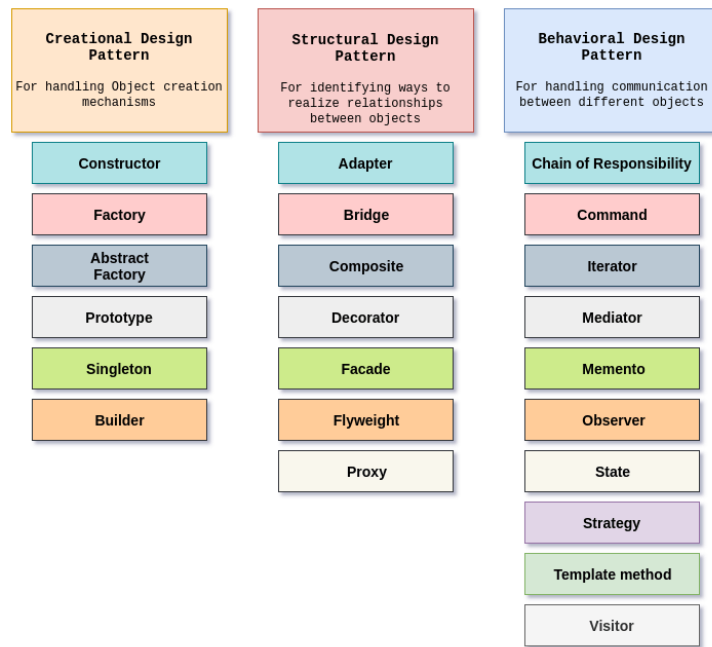 Creational Design
Pattern
For handling Object creation
mechanisms
Constructor
Factory
Abstract
Factory
Prototype
Singleton
Builder
Structural Design
Pattern
For identifying ways to
realize relationships
between objects
Adapter
Bridge
Composite
Decorator
Facade
Flyweight
Proxy
Behavioral Design
Pattern
For handling communication
between different objects
Chain of Responsibility
Command
Iterator
Mediator
Memento
Observer
State
Strategy
Template method
Visitor